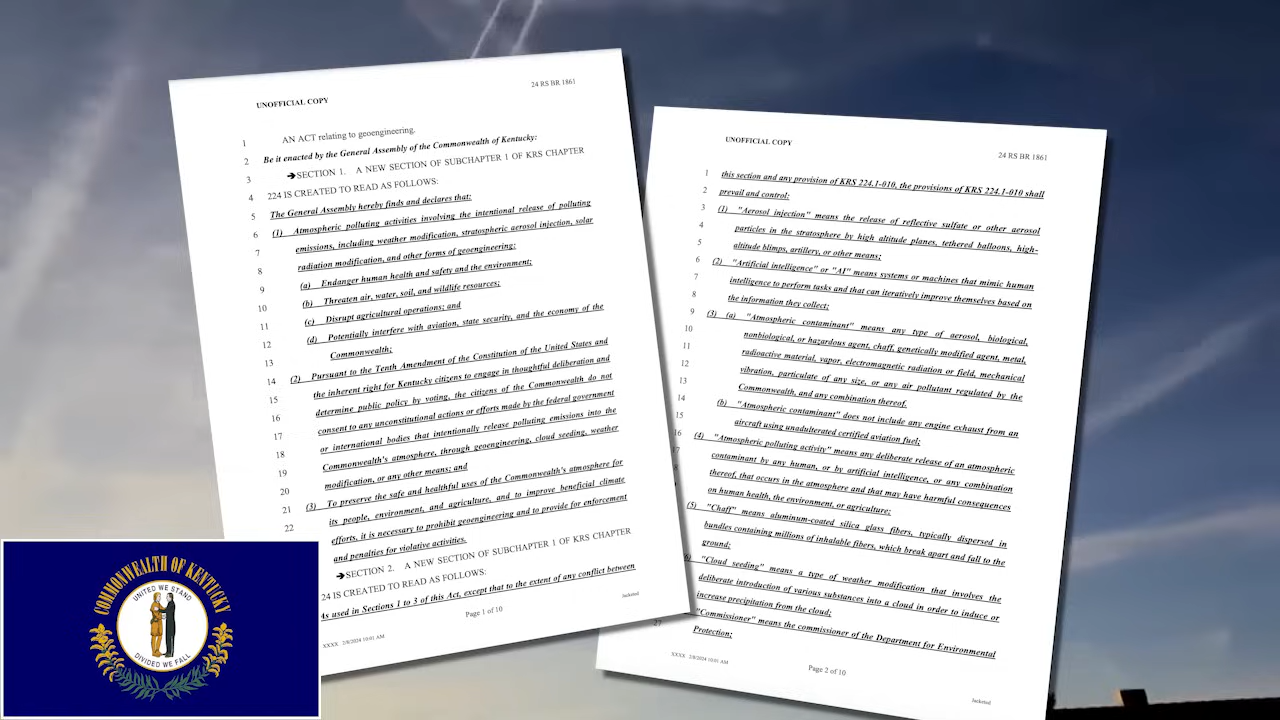 24 RS BR 1861
UNOFFICIAL COPY
1 AN ACT relating to geoengineering.
2 Be it enacted by the General Assembly of the Commonwealth of Kentucky:
3 ➔SECTION 1. A NEW SECTION OF SUBCHAPTER 1 OF KRS CHAPTER
4 224 IS CREATED TO READ AS FOLLOWS:
5 The General Assembly hereby finds and declares that:
6 (1) Atmospheric polluting activities involving the intentional release of polluting
7 emissions, including weather modification, stratospheric aerosol injection, solar
8 radiation modification, and other forms of geoengineering:
9 (a) Endanger human health and safety and the environment;
10 (b) Threaten air, water, soil, and wildlife resources;
11 (c) Disrupt agricultural operations; and
12 (d) Potentially interfere with aviation, state security, and the economy of the
13 Commonwealth;
14 (2) Pursuant to the Tenth Amendment of the Constitution of the United States and
15 the inherent right for Kentucky citizens to engage in thoughtful deliberation and
16 determine public policy by voting, the citizens of the Commonwealth do not
17 consent to any unconstitutional actions or efforts made by the federal government
18 or international bodies that intentionally release polluting emissions into the
19 Commonwealth's atmosphere, through geoengineering, cloud seeding, weather
20 modification, or any other means; and
21 (3) To preserve the safe and healthful uses of the Commonwealth's atmosphere for
22 its people, environment, and agriculture, and to improve beneficial climate
efforts, it is necessary to prohibit geoengineering and to provide for enforcement
and penalties for violative activities.
➔SECTION 2. A NEW SECTION OF SUBCHAPTER 1 OF KRS CHAPTER
24 IS CREATED TO READ AS FOLLOWS:
As used in Sections 1 to 3 of this Act, except that to the extent of any conflict between
Page 1 of 10
XXXX 2/8/2024 10:01 AM
Jacketed
UNOFFICIAL COPY
24 RS BR 1861
1 this section and any provision of KRS 224.1-010, the provisions of KRS 224.1-010 shall
2 prevail and control:
3 (1) "Aerosol injection" means the release of reflective sulfate or other aerosol
4 particles in the stratosphere by high altitude planes, tethered balloons, high-
5 altitude blimps, artillery, or other means;
6 (2) "Artificial intelligence" or "AI" means systems or machines that mimic human
7 intelligence to perform tasks and that can iteratively improve themselves based on
8 the information they collect;
9 (3) (a) "Atmospheric contaminant" means any type of aerosol, biological,
10 nonbiological, or hazardous agent, chaff, genetically modified agent, metal,
11 radioactive material, vapor, electromagnetic radiation or field, mechanical
12 vibration, particulate of any size, or any air pollutant regulated by the
13 Commonwealth, and any combination thereof.
14 (b) "Atmospheric contaminant" does not include any engine exhaust from an
15 aircraft using unadulterated certified aviation fuel;
16 (4) "Atmospheric polluting activity" means any deliberate release of an atmospheric
17 contaminant by any human, or by artificial intelligence, or any combination
thereof, that occurs in the atmosphere and that may have harmful consequences
on human health, the environment, or agriculture;
(5) "Chaff" means aluminum-coated silica glass fibers, typically dispersed in
bundles containing millions of inhalable fibers, which break apart and fall to the
ground;
"Cloud seeding" means a type of weather modification that involves the
deliberate introduction of various substances into a cloud in order to induce or
increase precipitation from the cloud;
"Commissioner" means the commissioner of the Department for Environmental
27 Protection;
Page 2 of 10
XXXX 2/8/2024 10:01 AM
Jacketed
COMMONWEALTH OF KENTUCKY
UNITED WE STAND
DIVIDED WE FALL